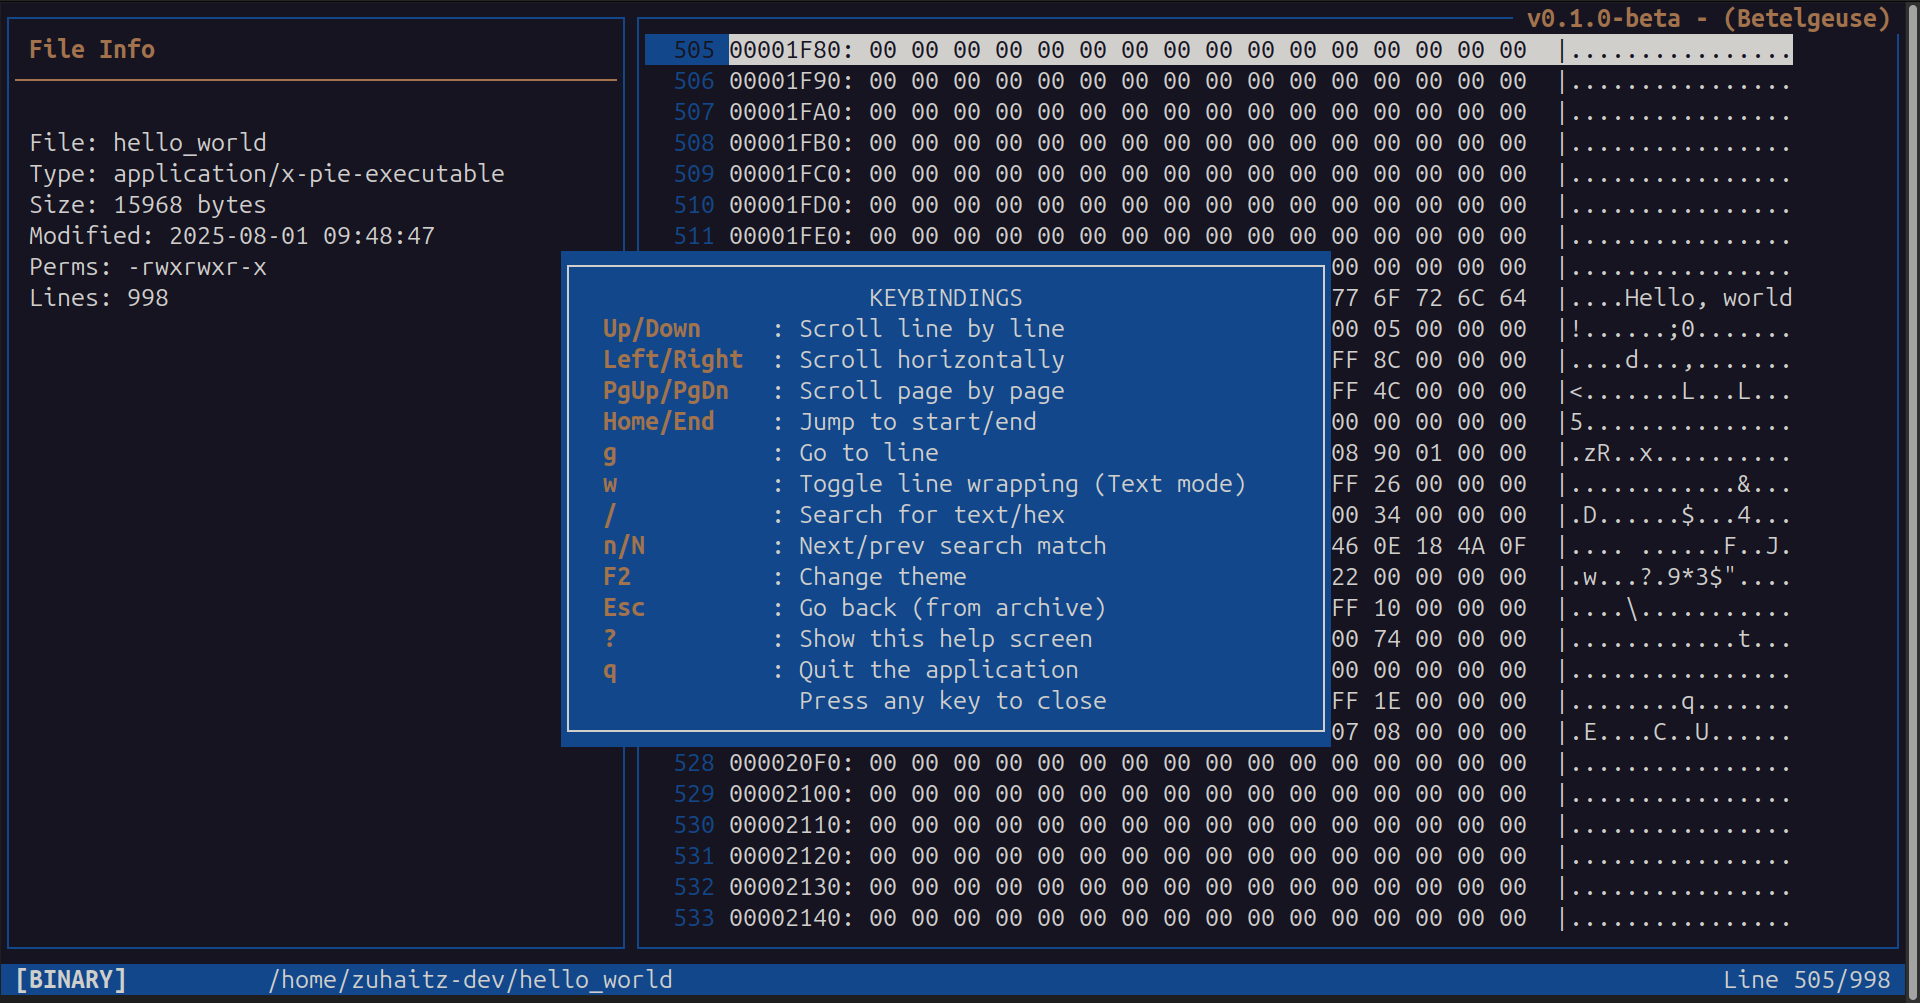 v0.1.0-beta - (Betelgeuse)
File Info
File: hello_world
Type: application/x-pie-executable
Size: 15968 bytes
Modified: 2025-08-01 09:48:47
Perms: -rwxrwxr-x
Lines: 998
505 00001F80: 00 00 00 00 00 00 00 00 00 00 00 00 00 00 00 00 |................
506 00001F90: 00 00 00 00 00 00 00 00 00 00 00 00 00 00 00 00 |................
507 00001FA0: 00 00 00 00 00 00 00 00 00 00 00 00 00 00 00 00 |................
508 00001FB0: 00 00 00 00 00 00 00 00 00 00 00 00 00 00 00 00 |................
509 00001FC0: 00 00 00 00 00 00 00 00 00 00 00 00 00 00 00 00 |................
510 00001FD0: 00 00 00 00 00 00 00 00 00 00 00 00 00 00 00 00 |................
511 00001FE0: 00 00 00 00 00 00 00 00 00 00 00 00 00 00 00 00 |................
00 00 00 00 00 |................
77 6F 72 6C 64 |....Hello, world
00 05 00 00 00 |!......;0.......
FF 8C 00 00 00 |....d...,.......
FF 4C 00 00 00 |<.......L...L...
00 00 00 00 00 |5...............
08 90 01 00 00 |.zR..x..........
FF 26 00 00 00 |............&...
00 34 00 00 00 |.D......$...4...
46 0E 18 4A 0F |.... ......F..J.
22 00 00 00 00 |.w...?.9*3$"....
FF 10 00 00 00 |....\...........
00 74 00 00 00 |............t...
00 00 00 00 00 |................
FF 1E 00 00 00 |........q.......
07 08 00 00 00 |.E....C..U......
KEYBINDINGS
Up/Down : Scroll line by line
Left/Right : Scroll horizontally
PgUp/PgDn : Scroll page by page
Home/End : Jump to start/end
g : Go to line
w : Toggle line wrapping (Text mode)
/ : Search for text/hex
n/N : Next/prev search match
F2 : Change theme
Esc : Go back (from archive)
? : Show this help screen
q : Quit the application
Press any key to close
528 000020F0: 00 00 00 00 00 00 00 00 00 00 00 00 00 00 00 00 |................
529 00002100: 00 00 00 00 00 00 00 00 00 00 00 00 00 00 00 00 |................
530 00002110: 00 00 00 00 00 00 00 00 00 00 00 00 00 00 00 00 |................
531 00002120: 00 00 00 00 00 00 00 00 00 00 00 00 00 00 00 00 |................
532 00002130: 00 00 00 00 00 00 00 00 00 00 00 00 00 00 00 00 |................
533 00002140: 00 00 00 00 00 00 00 00 00 00 00 00 00 00 00 00 |................
[BINARY] /home/zuhaitz-dev/hello_world Line 505/998